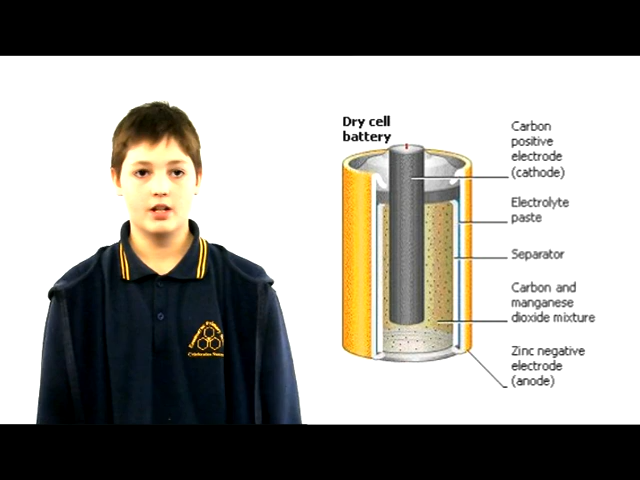 Dry cell
battery
Carbon
positive
electrode
(cathode)
Electrolyte
paste
Separator
Carbon and
manganese
dioxide mixture
Zinc negative
electrode
(anode)